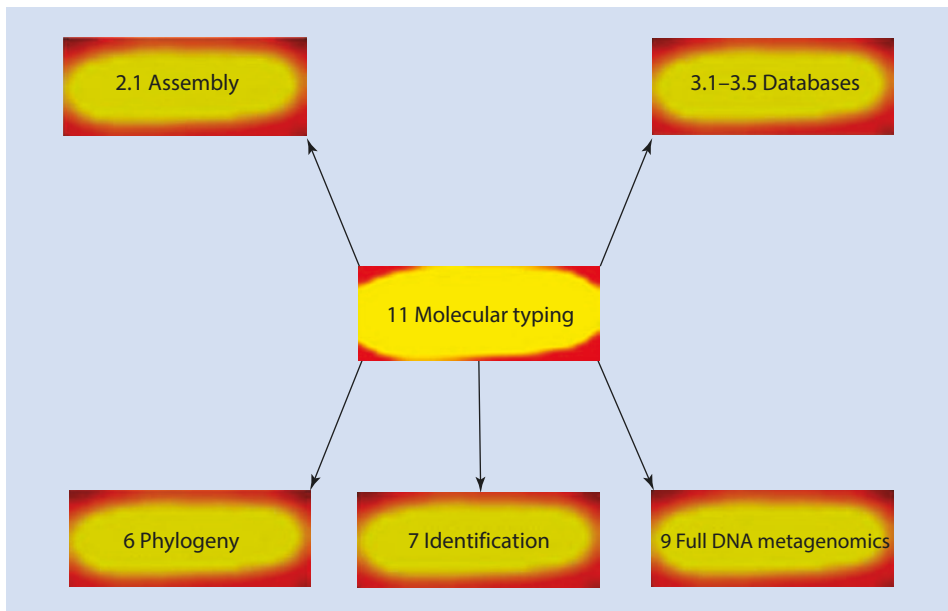 2.1 Assembly
3.1–3.5 Databases
11 Molecular typing
6 Phylogeny
7 Identification
9 Full DNA metagenomics